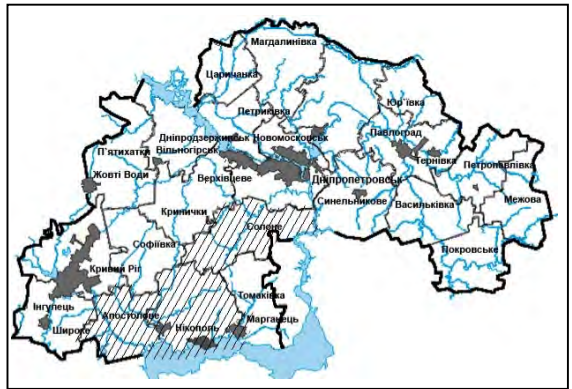 Магдалинівка
Царичанка
Петриківка
Юр'ївка
Дніпродзержинськ
Новомосковськ
Павлоград
П'ятихатки
Вільногірськ
Тернівка
Петропавлівка
Жовті Води
Верхівцеве
Дніпропетровськ
Синельникове
Васильківка
Межова
Кринички
Солоне
Покровське
Софіївка
Кривий Ріг
Томаківка
Інгулець
Апостолове
Широке
Нікополь
Марганець